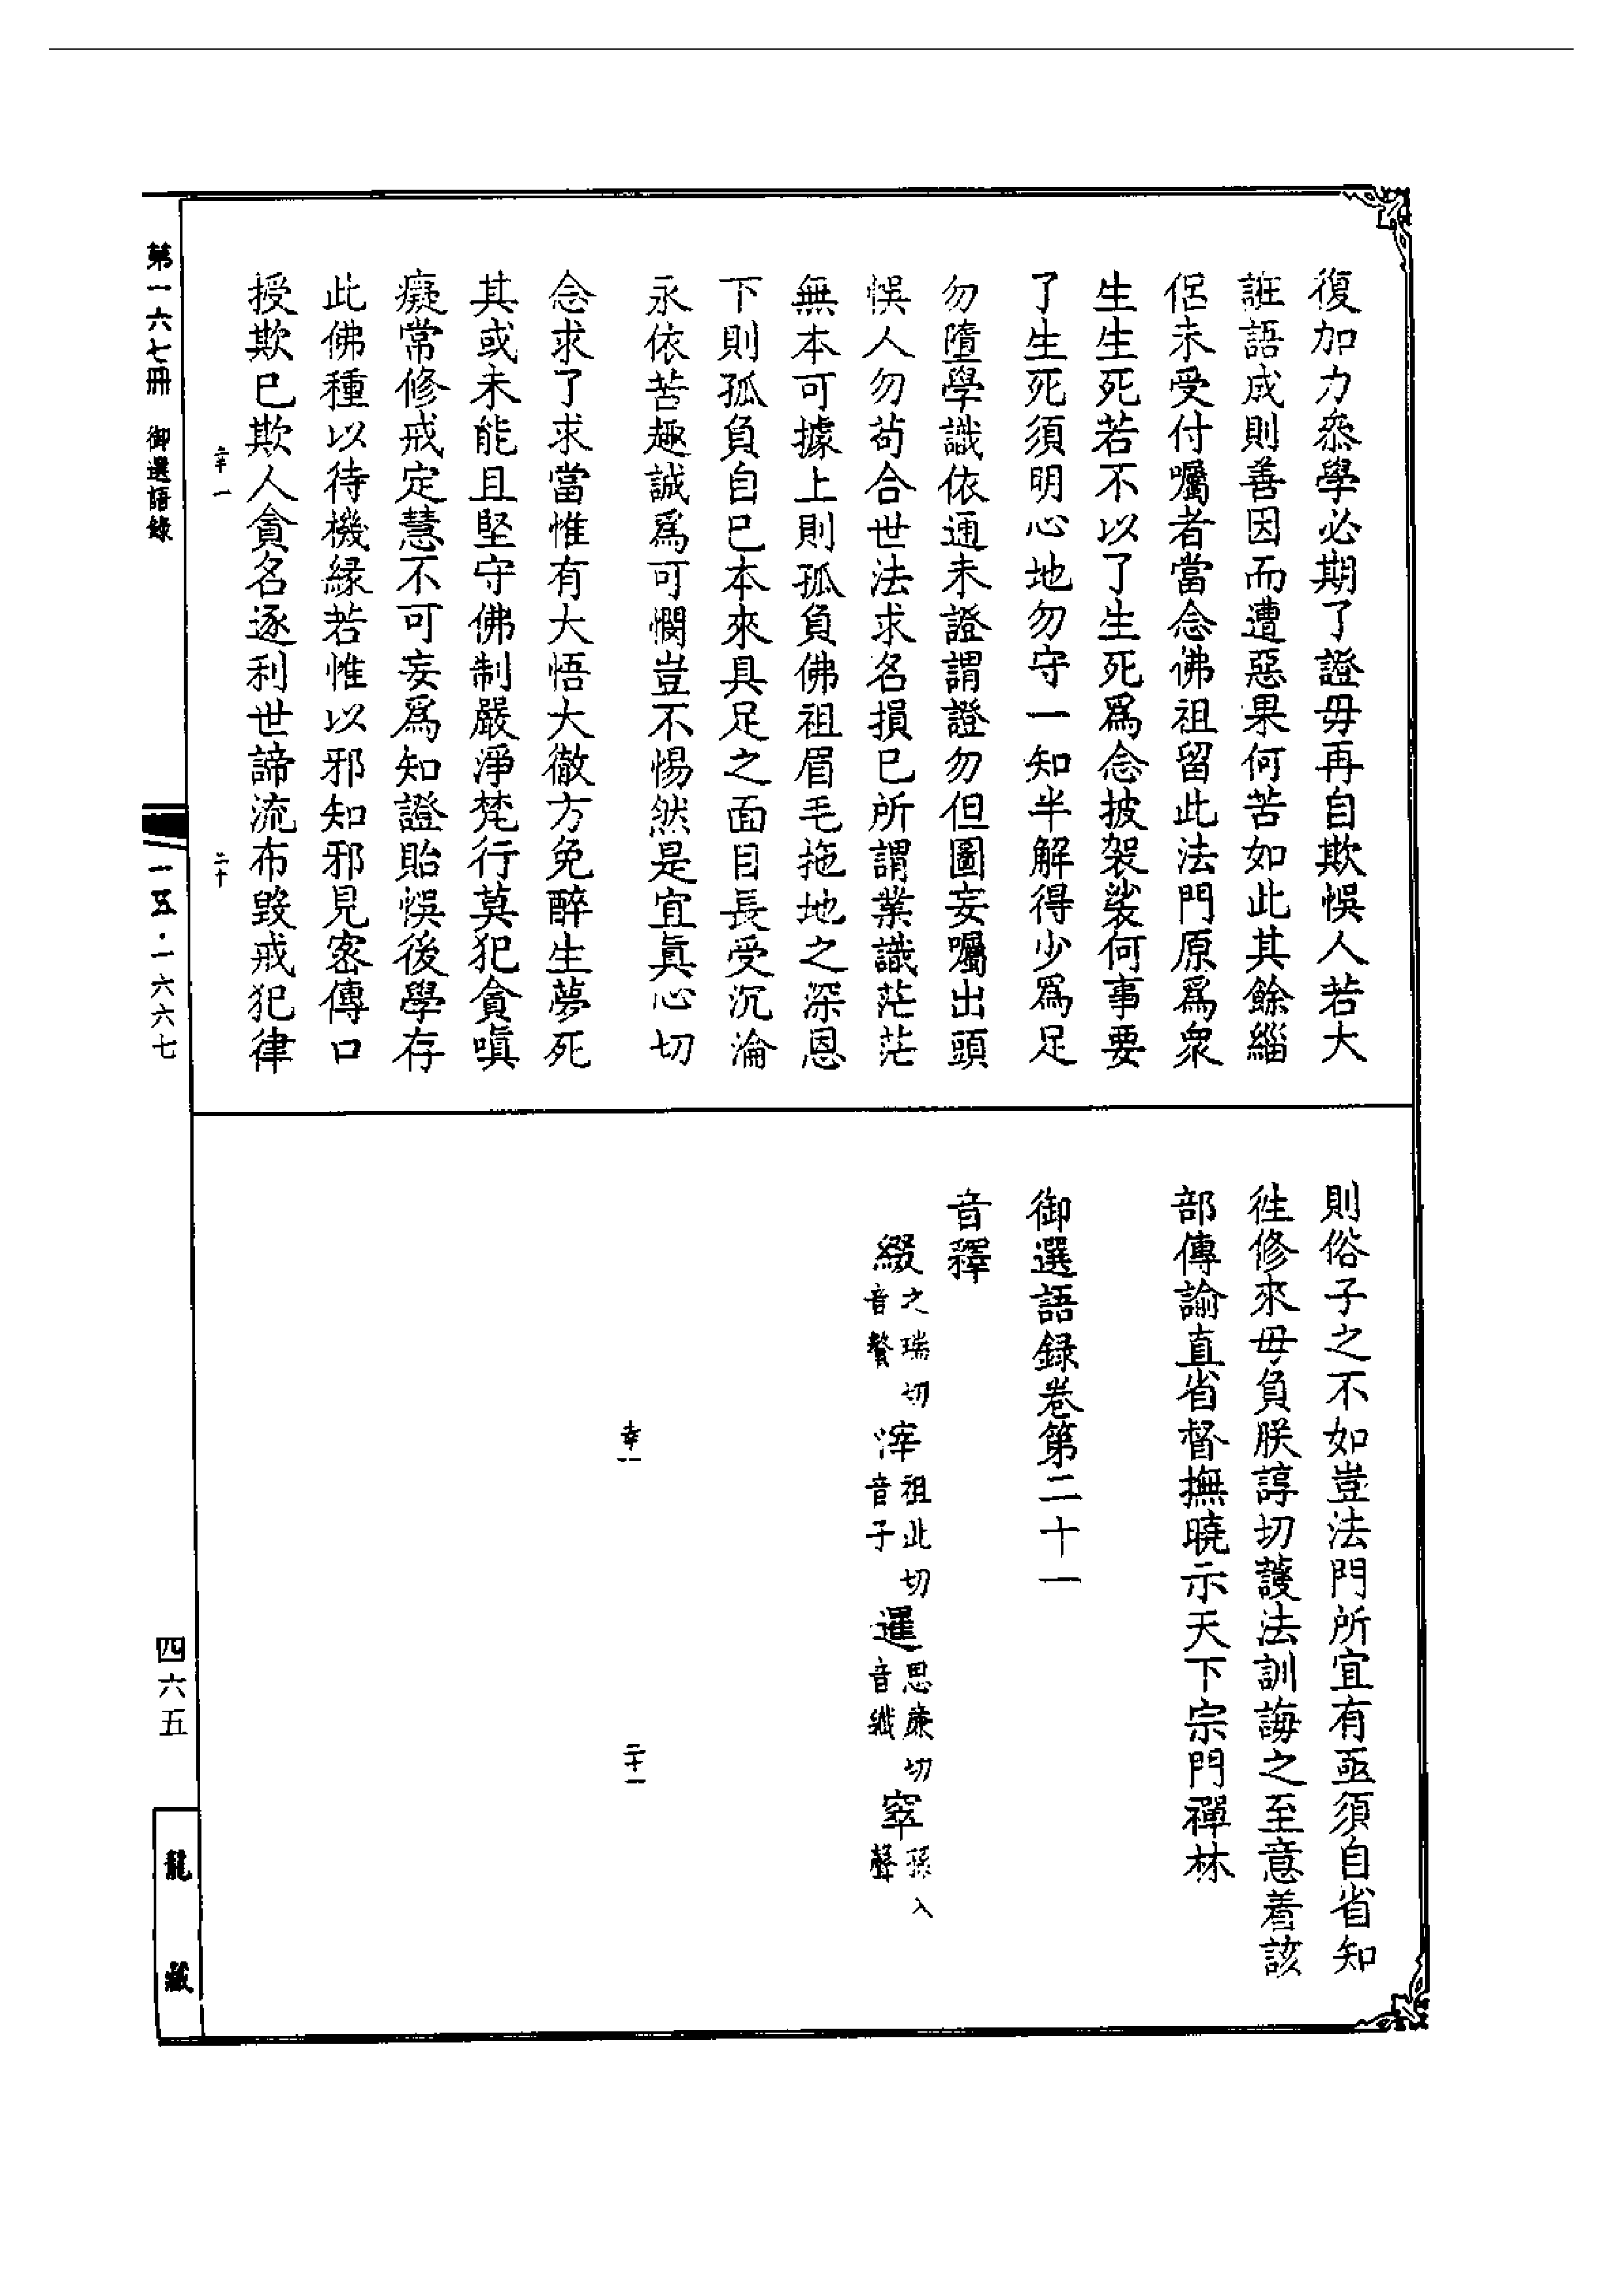 復加力叅學必期了證毋再自欺悞人若大
誑語成則善因而遭惡果何苦如此其餘緇
侶未受付囑者當念佛祖留此法門原爲衆
生生死若不以了生死爲念披袈裟何事要
了生死須明心地勿守一知半解得少爲足
勿墮學識依通未證謂證勿但圖妄囑出頭
悞人勿苟合世法求名損已所謂業識茫茫
無本可據上則孤負佛祖眉毛拖地之深恩
下則孤負自已本來具足之面目長受沉淪
永依苦趣誠爲可憫豈不惕然是宜眞心切
念求了求當惟有大悟大徹方免醉生夢死
其或未能且堅守佛制嚴淨梵行莫犯貪嗔
癡常修戒定慧不可妄爲知證貽悞後學存
此佛種以待機緣若惟以邪知邪見密傳口
授欺已欺人貪名逐利世諦流布毀戒犯律
二十
則俗子之不如豈法門所宜有亟須自省知
徃修來毋負朕諄切護法訓誨之至意着該
部傳諭直省督撫曉示天下宗門禪林
御選語録卷第二十一
音釋
綴之瑞切音贅 滓祖此切音子 暹思廉切音纖 窣孫入聲
第一六七冊 御選語錄
一五·一六六七
四六五
龍藏